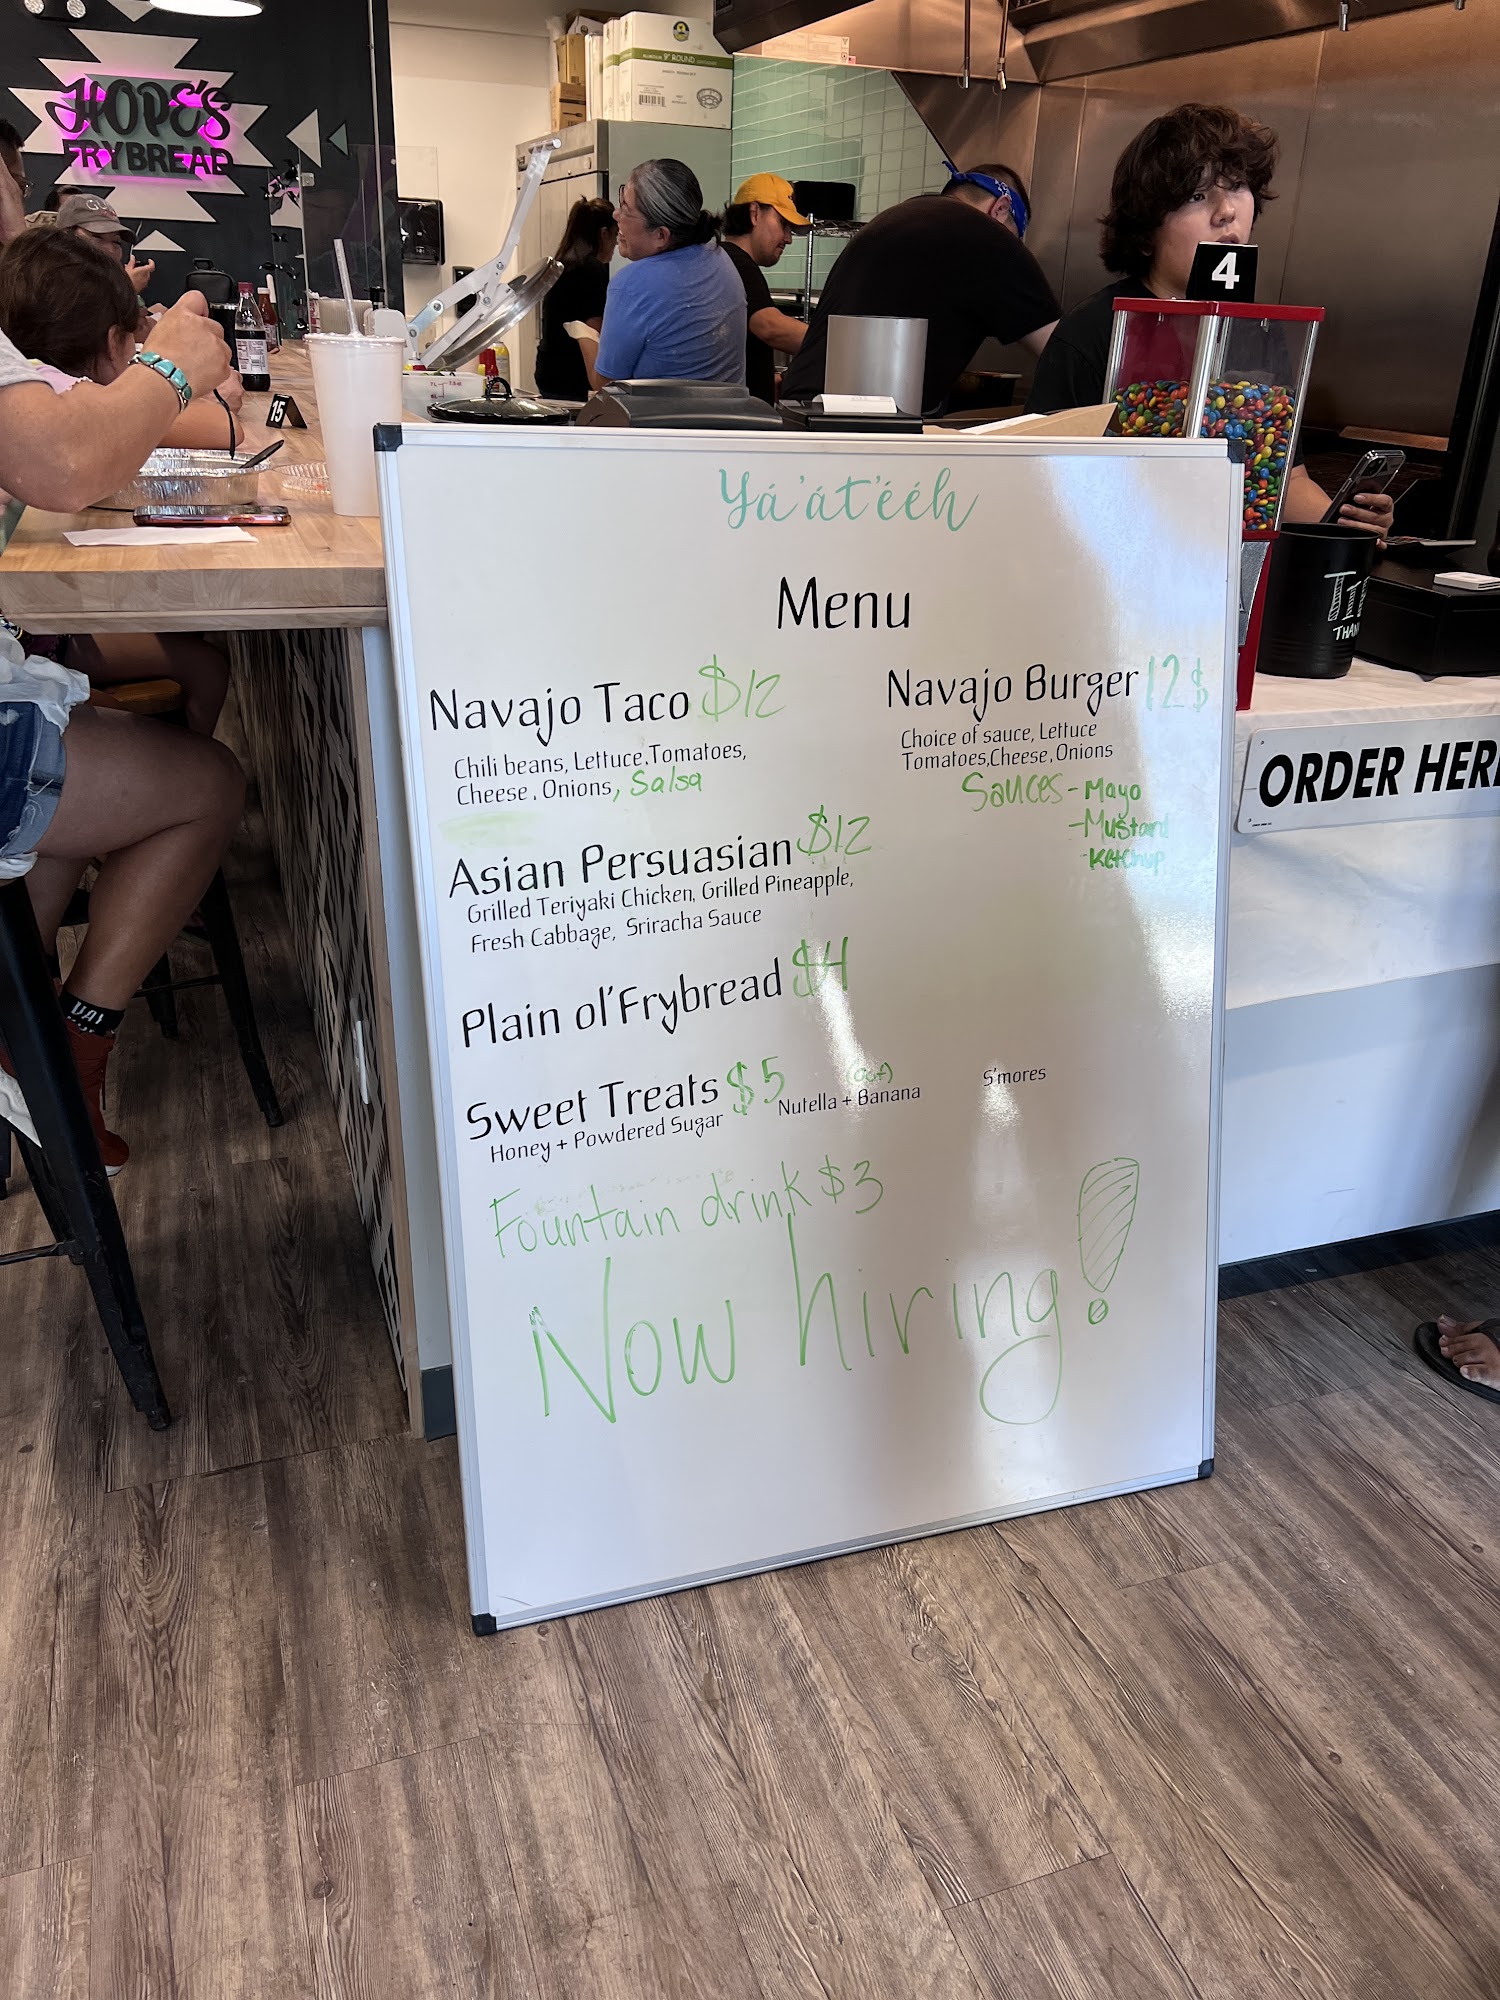 HOPE'S
FRYBREAD
9" ROUND
4
15
Yá'át'ééh
Menu
Navajo Taco $12
Chili beans, Lettuce, Tomatoes,
Cheese, Onions, Salsa
Asian Persuasian $12
Grilled Teriyaki Chicken, Grilled Pineapple,
Fresh Cabbage, Sriracha Sauce
Plain ol' Frybread $4
Sweet Treats $5
Honey + Powdered Sugar
(out)
Nutella + Banana
S'mores
Fountain drink $3
Now hiring!
Navajo Burger 12$
Choice of sauce, Lettuce
Tomatoes, Cheese, Onions
Sauces - Mayo
- Mustard
- Ketchup
ORDER HER